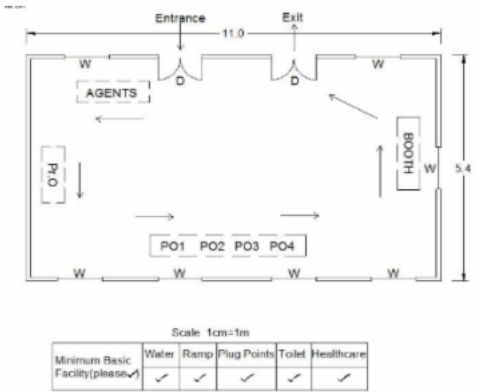 Entrance Exit
11.0
W D D W
AGENTS
Pr.O
BOOTH
W
5.4
PO1 PO2 PO3 PO4
W W W W
Scale 1cm=1m
Minimum Basic Facility(please✓) Water Ramp Plug Points Toilet Healthcare
✓ ✓ ✓ ✓ ✓